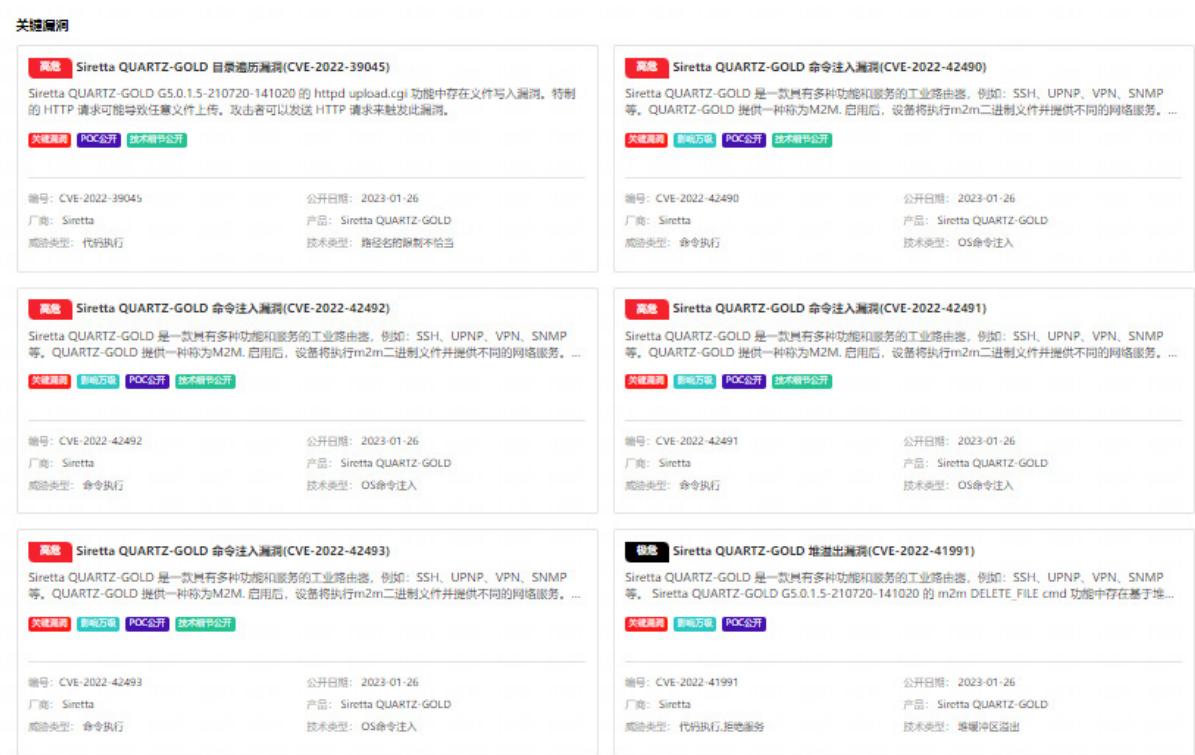 关键漏洞
高危 Siretta QUARTZ-GOLD 目录遍历漏洞(CVE-2022-39045)
Siretta QUARTZ-GOLD G5.0.1.5-210720-141020 的 httpd upload.cgi 功能中存在文件写入漏洞。特制
的 HTTP 请求可能导致任意文件上传。攻击者可以发送 HTTP 请求来触发此漏洞。
关键漏洞 POC公开 技术细节公开
编号: CVE-2022-39045 公开日期: 2023-01-26
厂商: Siretta 产品: Siretta QUARTZ-GOLD
威胁类型: 代码执行 技术类型: 路径名的限制不恰当
高危 Siretta QUARTZ-GOLD 命令注入漏洞(CVE-2022-42490)
Siretta QUARTZ-GOLD 是一款具有多种功能和服务的工业路由器，例如：SSH、UPNP、VPN、SNMP
等。QUARTZ-GOLD 提供一种称为M2M. 启用后，设备将执行m2m二进制文件并提供不同的网络服务。...
关键漏洞 影响万级 POC公开 技术细节公开
编号: CVE-2022-42490 公开日期: 2023-01-26
厂商: Siretta 产品: Siretta QUARTZ-GOLD
威胁类型: 命令执行 技术类型: OS命令注入
高危 Siretta QUARTZ-GOLD 命令注入漏洞(CVE-2022-42492)
Siretta QUARTZ-GOLD 是一款具有多种功能和服务的工业路由器，例如：SSH、UPNP、VPN、SNMP
等。QUARTZ-GOLD 提供一种称为M2M. 启用后，设备将执行m2m二进制文件并提供不同的网络服务。...
关键漏洞 影响万级 POC公开 技术细节公开
编号: CVE-2022-42492 公开日期: 2023-01-26
厂商: Siretta 产品: Siretta QUARTZ-GOLD
威胁类型: 命令执行 技术类型: OS命令注入
高危 Siretta QUARTZ-GOLD 命令注入漏洞(CVE-2022-42491)
Siretta QUARTZ-GOLD 是一款具有多种功能和服务的工业路由器，例如：SSH、UPNP、VPN、SNMP
等。QUARTZ-GOLD 提供一种称为M2M. 启用后，设备将执行m2m二进制文件并提供不同的网络服务。...
关键漏洞 影响万级 POC公开 技术细节公开
编号: CVE-2022-42491 公开日期: 2023-01-26
厂商: Siretta 产品: Siretta QUARTZ-GOLD
威胁类型: 命令执行 技术类型: OS命令注入
高危 Siretta QUARTZ-GOLD 命令注入漏洞(CVE-2022-42493)
Siretta QUARTZ-GOLD 是一款具有多种功能和服务的工业路由器，例如：SSH、UPNP、VPN、SNMP
等。QUARTZ-GOLD 提供一种称为M2M. 启用后，设备将执行m2m二进制文件并提供不同的网络服务。...
关键漏洞 影响万级 POC公开 技术细节公开
编号: CVE-2022-42493 公开日期: 2023-01-26
厂商: Siretta 产品: Siretta QUARTZ-GOLD
威胁类型: 命令执行 技术类型: OS命令注入
极危 Siretta QUARTZ-GOLD 堆溢出漏洞(CVE-2022-41991)
Siretta QUARTZ-GOLD 是一款具有多种功能和服务的工业路由器，例如：SSH、UPNP、VPN、SNMP
等。 Siretta QUARTZ-GOLD G5.0.1.5-210720-141020 的 m2m DELETE_FILE cmd 功能中存在基于堆...
关键漏洞 影响万级 POC公开
编号: CVE-2022-41991 公开日期: 2023-01-26
厂商: Siretta 产品: Siretta QUARTZ-GOLD
威胁类型: 代码执行,拒绝服务 技术类型: 堆缓冲区溢出